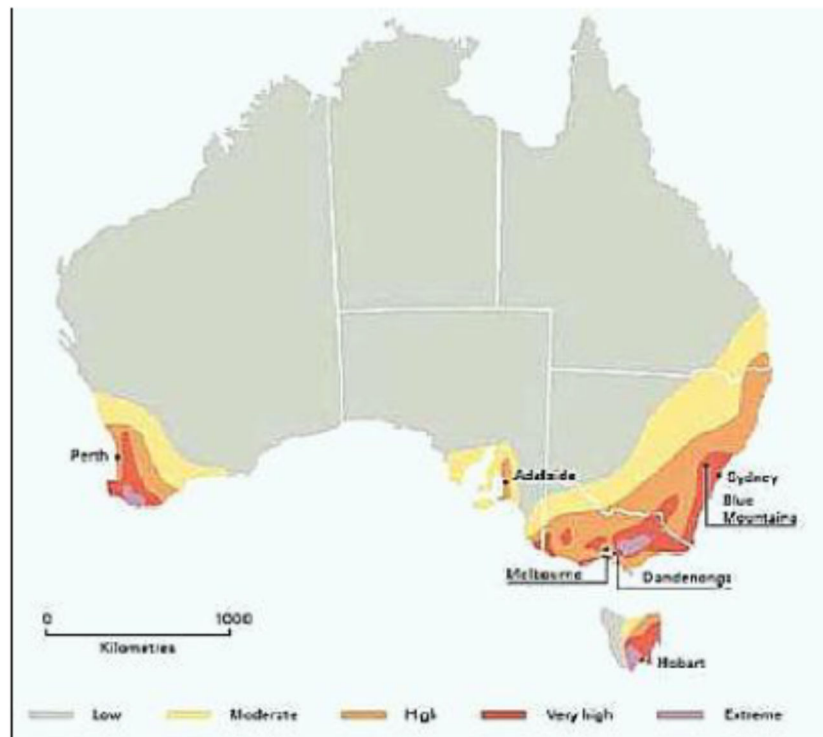 Perth
Adelaide
Sydney
Blue
Mountains
Melbourne
Dandenongs
Hobart
0 1000
Kilometres
Low Moderate High Very high Extreme